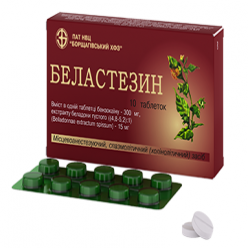 ПАТ НВЦ
"БОРЩАГІВСЬКИЙ ХФЗ"
БЕЛАСТЕЗИН
10 таблеток
Вміст в одній таблетці бензокаїну - 300 мг,
екстракту беладони густого ((4,8-5,2):1)
(Belladonnae extractum spissum) - 15 мг
Місцевоанестезуючий, спазмолітичний (холінолітичний) засіб